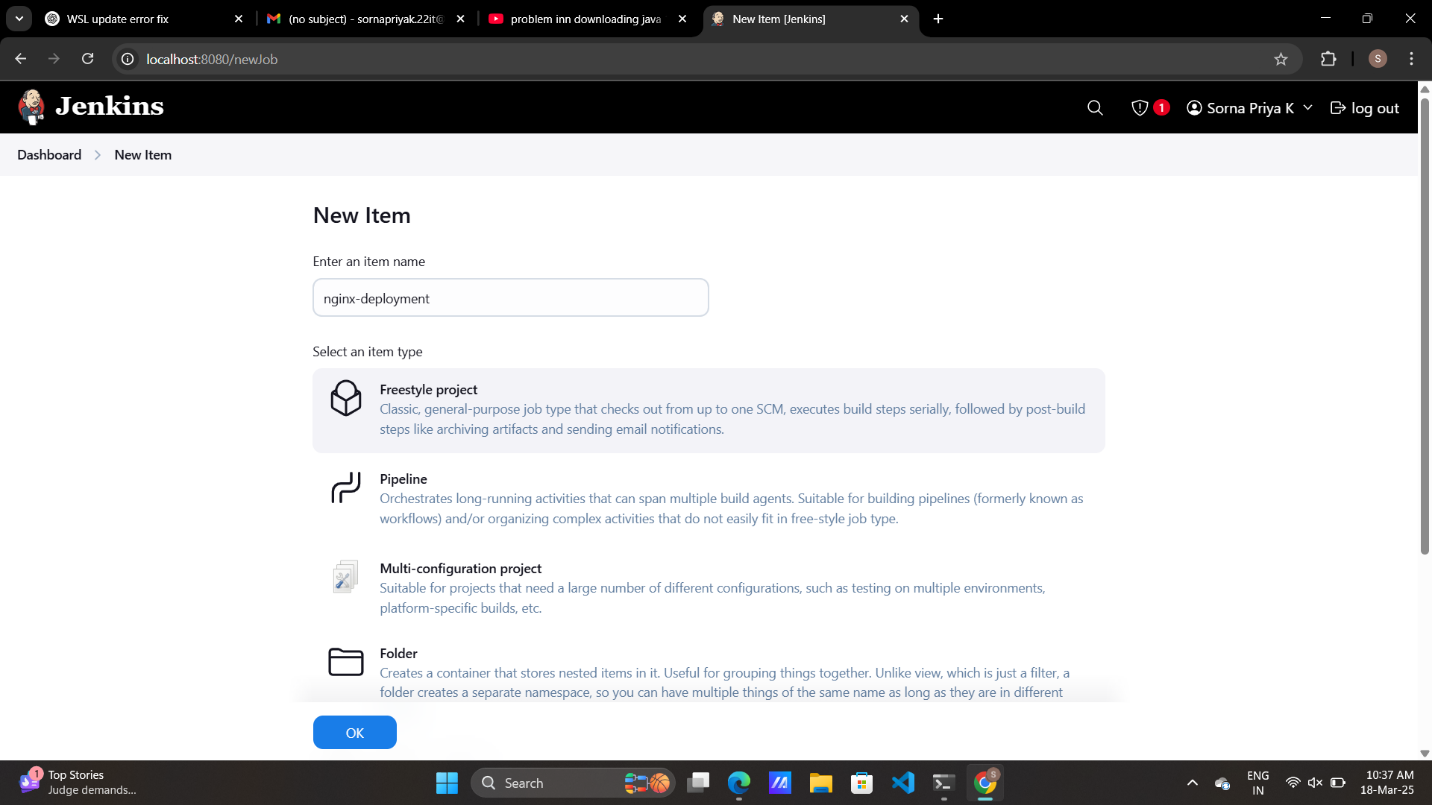 WSL update error fix
(no subject) - sornapriyak.22it@
problem inn downloading java
New Item [Jenkins]
localhost:8080/newJob
S
Jenkins
1
Sorna Priya K
log out
Dashboard
New Item
New Item
Enter an item name
nginx-deployment
Select an item type
Freestyle project
Classic, general-purpose job type that checks out from up to one SCM, executes build steps serially, followed by post-build
steps like archiving artifacts and sending email notifications.
Pipeline
Orchestrates long-running activities that can span multiple build agents. Suitable for building pipelines (formerly known as
workflows) and/or organizing complex activities that do not easily fit in free-style job type.
Multi-configuration project
Suitable for projects that need a large number of different configurations, such as testing on multiple environments,
platform-specific builds, etc.
Folder
Creates a container that stores nested items in it. Useful for grouping things together. Unlike view, which is just a filter, a
folder creates a separate namespace, so you can have multiple things of the same name as long as they are in different
OK
1
Top Stories
Judge demands...
Search
S
ENG
IN
10:37 AM
18-Mar-25